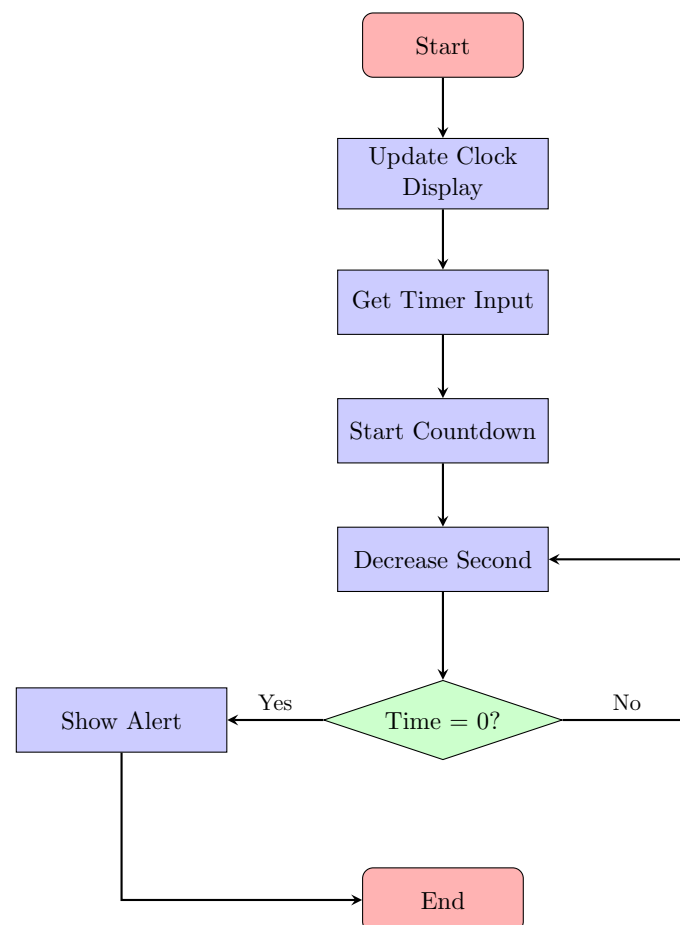 Start
Update Clock
Display
Get Timer Input
Start Countdown
Decrease Second
Yes
No
Show Alert
Time = 0?
End